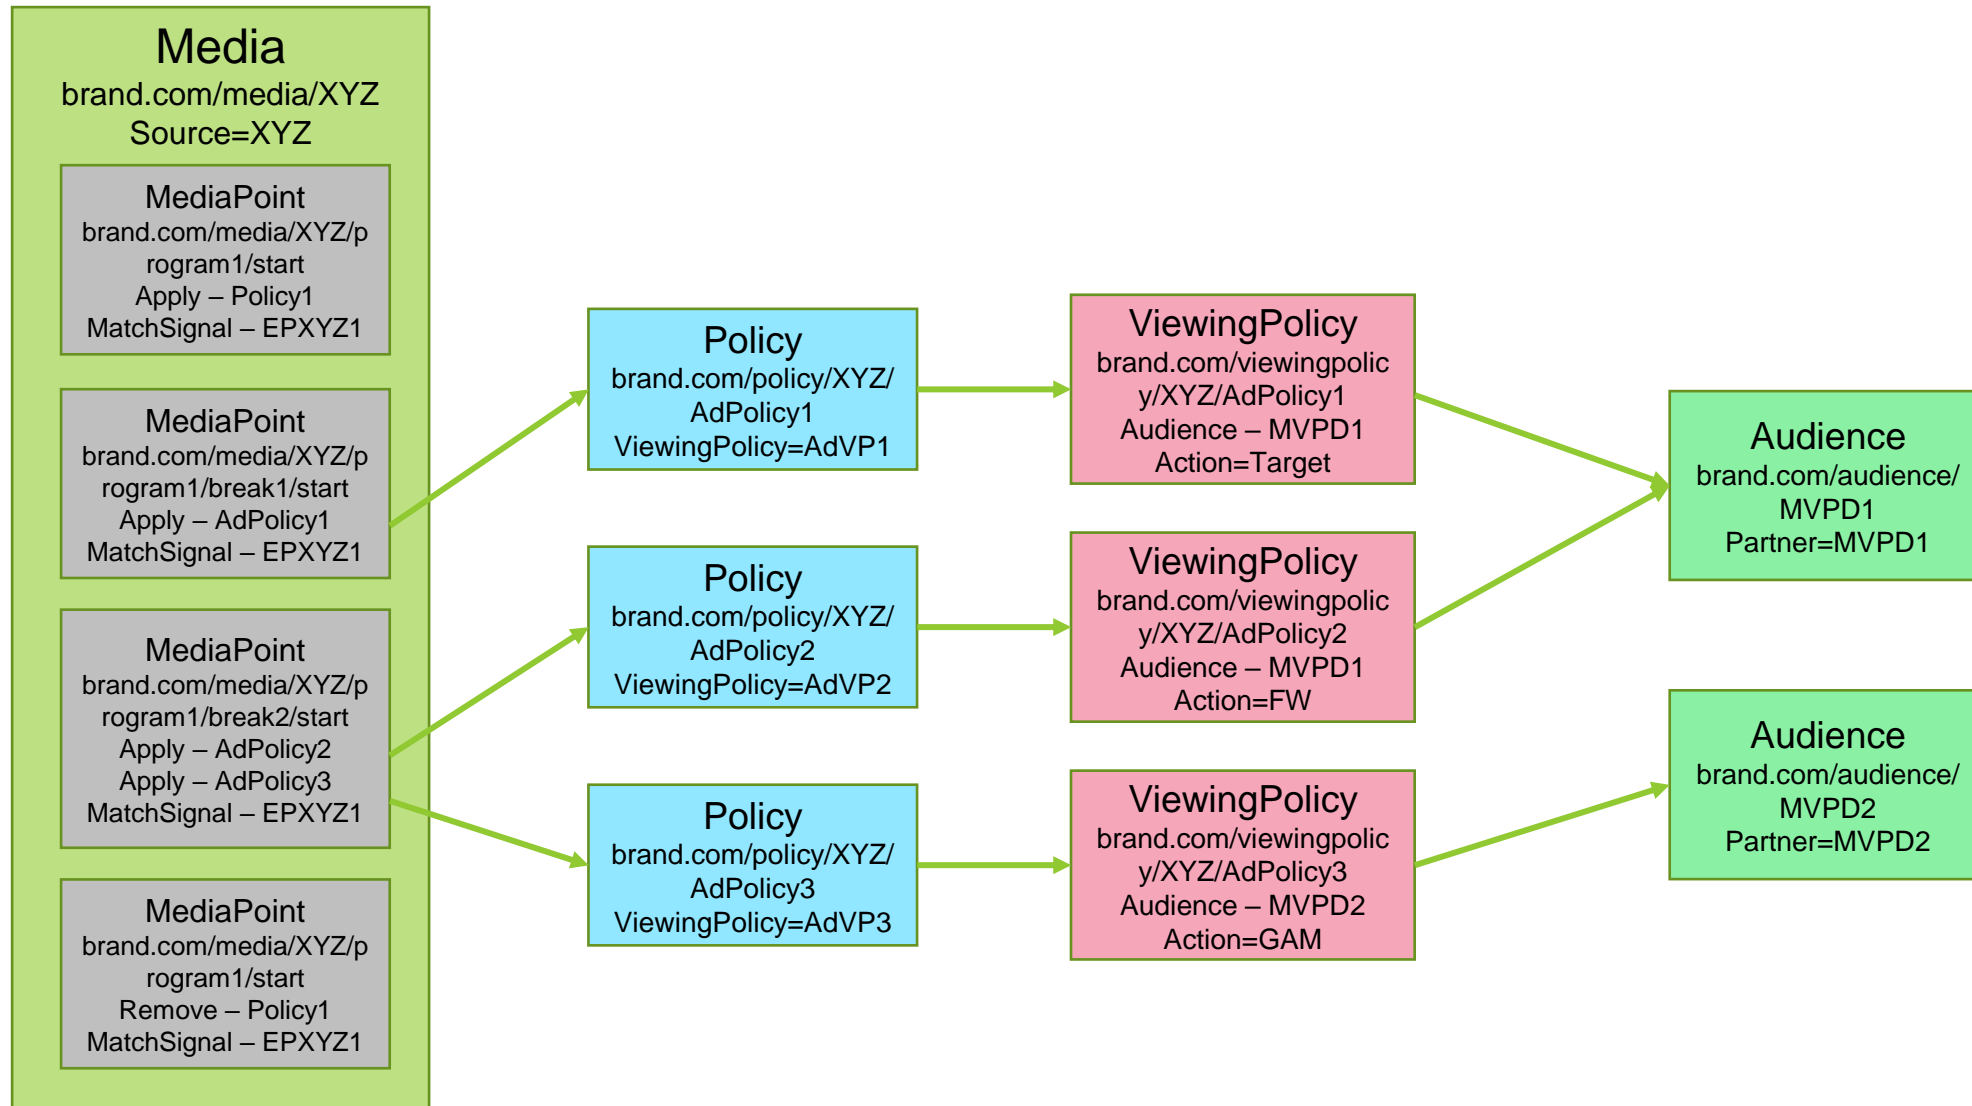 Media
brand.com/media/XYZ
Source=XYZ
MediaPoint
brand.com/media/XYZ/p
rogram1/start
Apply – Policy1
MatchSignal – EPXYZ1
MediaPoint
brand.com/media/XYZ/p
rogram1/break1/start
Apply – AdPolicy1
MatchSignal – EPXYZ1
MediaPoint
brand.com/media/XYZ/p
rogram1/break2/start
Apply – AdPolicy2
Apply – AdPolicy3
MatchSignal – EPXYZ1
MediaPoint
brand.com/media/XYZ/p
rogram1/start
Remove – Policy1
MatchSignal – EPXYZ1
Policy
brand.com/policy/XYZ/
AdPolicy1
ViewingPolicy=AdVP1
Policy
brand.com/policy/XYZ/
AdPolicy2
ViewingPolicy=AdVP2
Policy
brand.com/policy/XYZ/
AdPolicy3
ViewingPolicy=AdVP3
ViewingPolicy
brand.com/viewingpolic
y/XYZ/AdPolicy1
Audience – MVPD1
Action=Target
ViewingPolicy
brand.com/viewingpolic
y/XYZ/AdPolicy2
Audience – MVPD1
Action=FW
ViewingPolicy
brand.com/viewingpolic
y/XYZ/AdPolicy3
Audience – MVPD2
Action=GAM
Audience
brand.com/audience/
MVPD1
Partner=MVPD1
Audience
brand.com/audience/
MVPD2
Partner=MVPD2